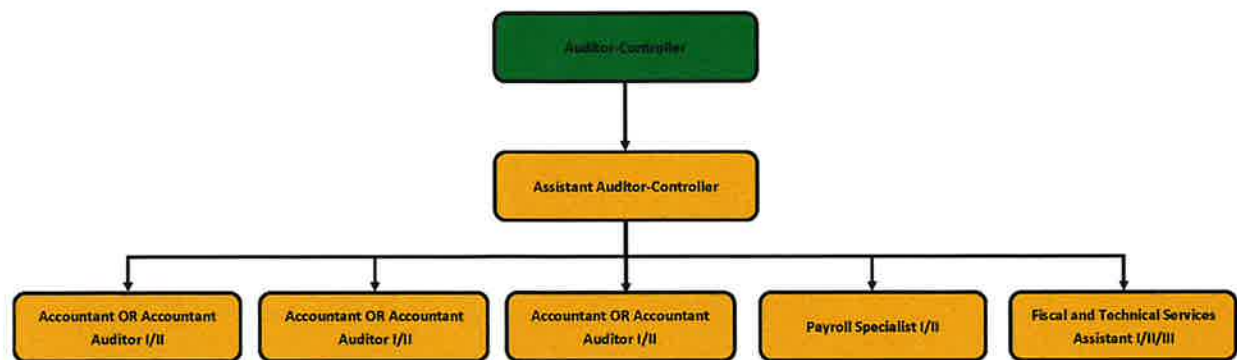 Auditor-Controller
Assistant Auditor-Controller
Accountant OR Accountant
Auditor I/II
Accountant OR Accountant
Auditor I/II
Accountant OR Accountant
Auditor I/II
Payroll Specialist I/II
Fiscal and Technical Services
Assistant I/II/III